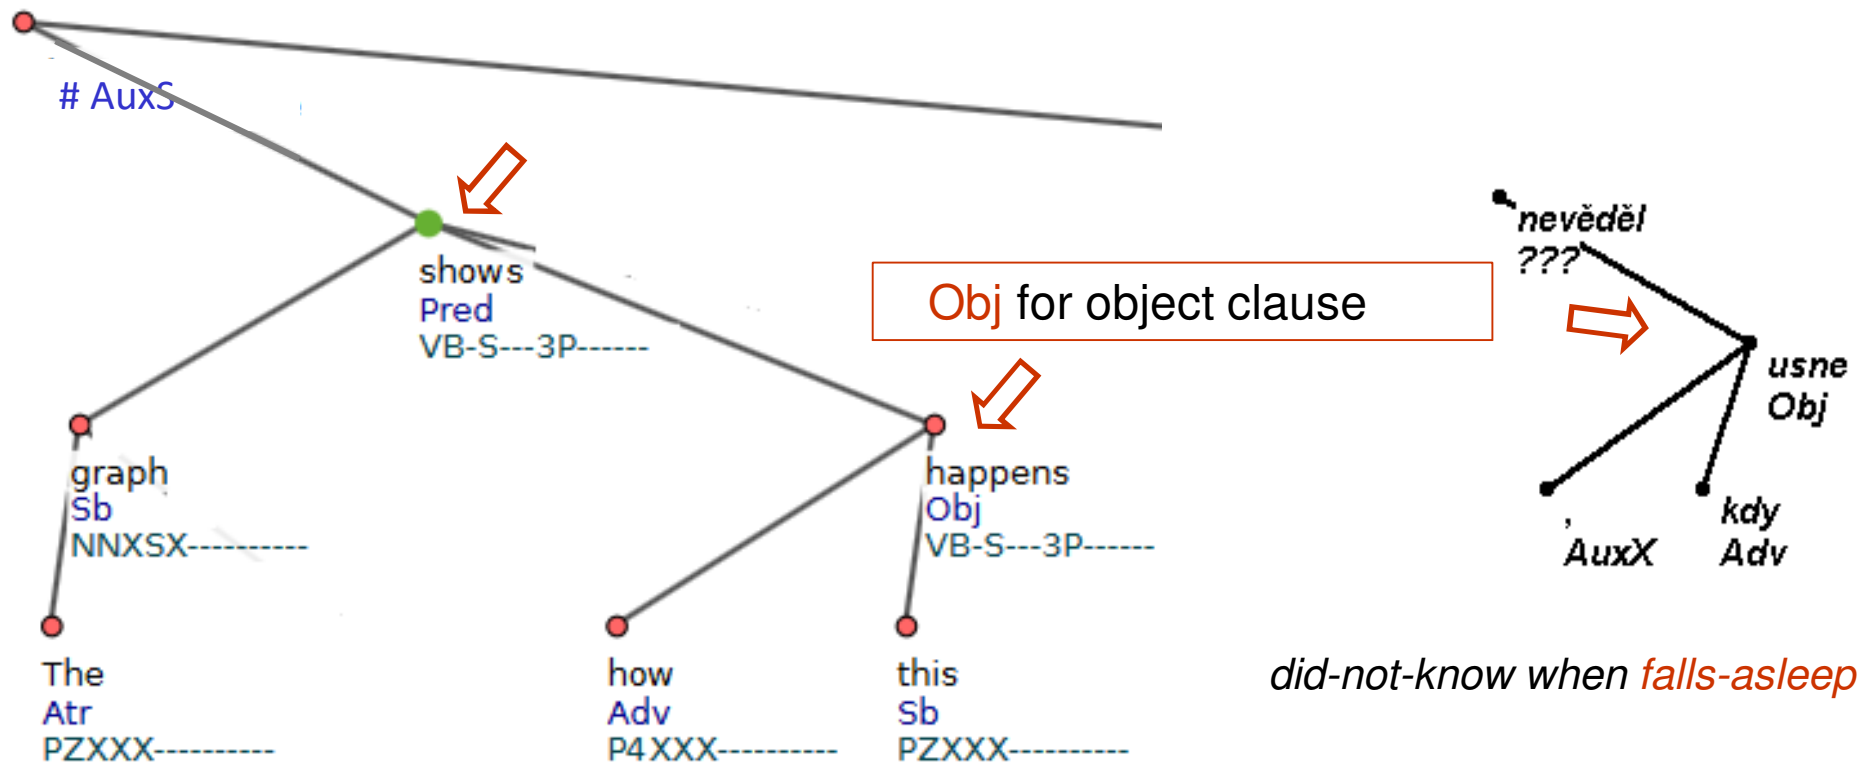 # AuxS
shows
Pred
VB-S---3P------
Obj for object clause
nevěděl
???
usne
Obj
graph
Sb
NNXSX----------
happens
Obj
VB-S---3P------
,
AuxX
kdy
Adv
The
Atr
PZXXX----------
how
Adv
P4XXX----------
this
Sb
PZXXX----------
did-not-know when falls-asleep